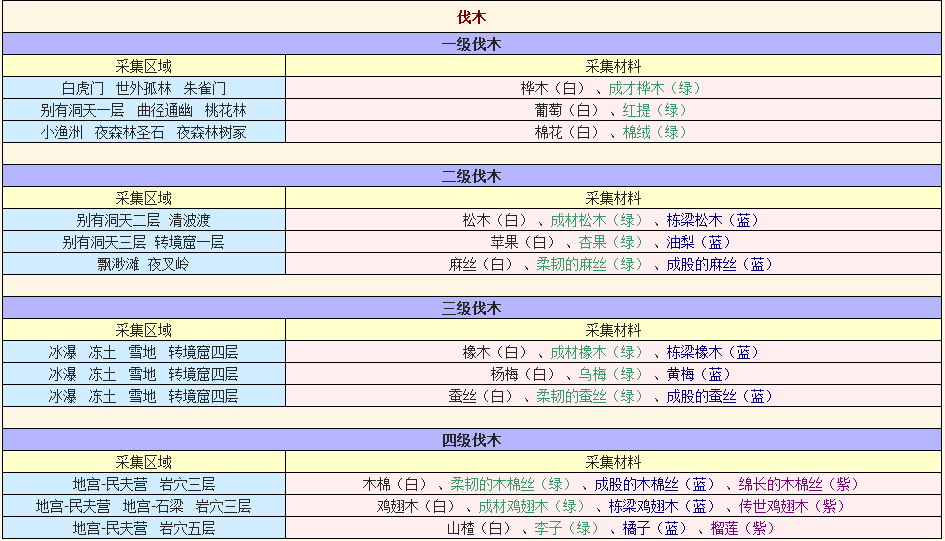 伐木
一级伐木
采集区域 采集材料
白虎门 世外孤林 朱雀门 桦木（白）、成才桦木（绿）
别有洞天一层 曲径通幽 桃花林 葡萄（白）、红提（绿）
小渔洲 夜森林圣石 夜森林树冢 棉花（白）、棉绒（绿）
二级伐木
采集区域 采集材料
别有洞天二层 清波渡 松木（白）、成材松木（绿）、栋梁松木（蓝）
别有洞天三层 转境窟一层 苹果（白）、杏果（绿）、油梨（蓝）
飘渺滩 夜叉岭 麻丝（白）、柔韧的麻丝（绿）、成股的麻丝（蓝）
三级伐木
采集区域 采集材料
冰瀑 冻土 雪地 转境窟四层 橡木（白）、成材橡木（绿）、栋梁橡木（蓝）
冰瀑 冻土 雪地 转境窟四层 杨梅（白）、乌梅（绿）、黄梅（蓝）
冰瀑 冻土 雪地 转境窟四层 蚕丝（白）、柔韧的蚕丝（绿）、成股的蚕丝（蓝）
四级伐木
采集区域 采集材料
地宫-民夫营 岩穴三层 木棉（白）、柔韧的木棉丝（绿）、成股的木棉丝（蓝）、绵长的木棉丝（紫）
地宫-民夫营 地宫-石梁 岩穴三层 鸡翅木（白）、成材鸡翅木（绿）、栋梁鸡翅木（蓝）、传世鸡翅木（紫）
地宫-民夫营 岩穴五层 山楂（白）、李子（绿）、橘子（蓝）、榴莲（紫）